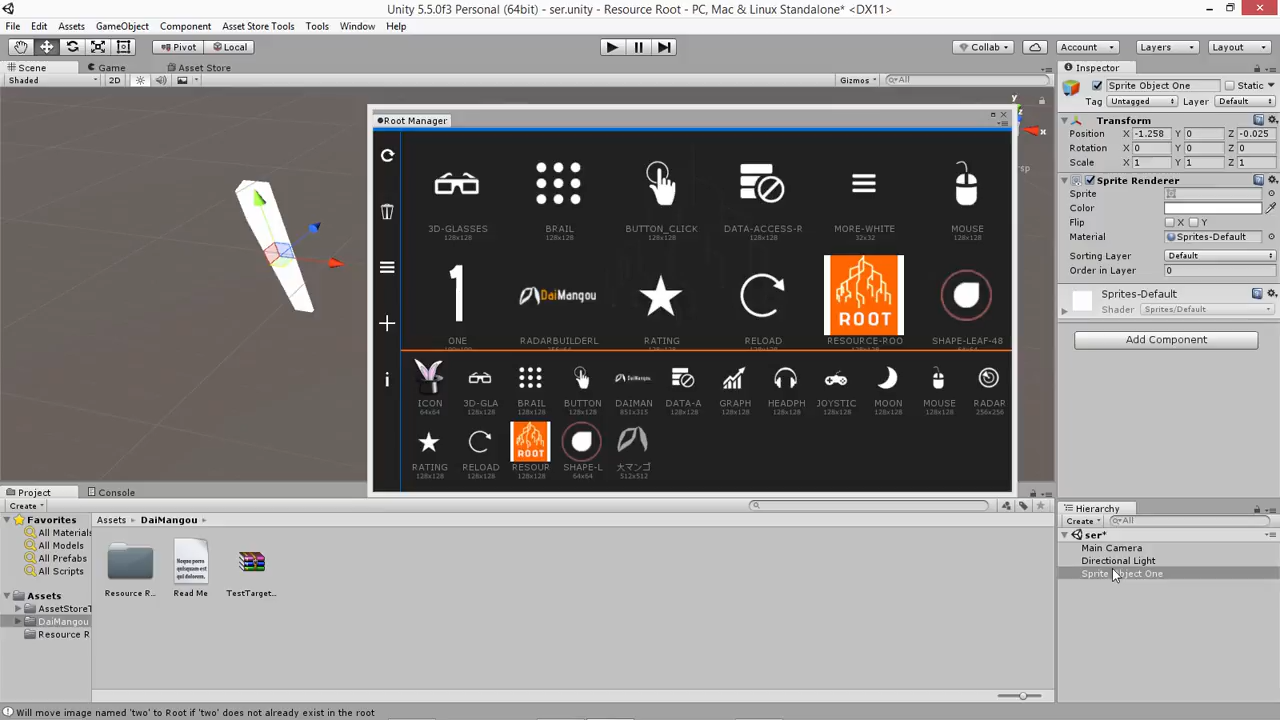 Unity 5.5.0f3 Personal (64bit) - ser.unity - Resource Root - PC, Mac & Linux Standalone* <DX11>
File Edit Assets GameObject Component Asset Store Tools Tools Window Help
Pivot Local Collab Account Layers Layout
Scene Game Asset Store
Shaded 2D Gizmos All
y
x
Root Manager
3D-GLASSES BRAIL BUTTON_CLICK DATA-ACCESS-R MORE-WHITE MOUSE
128x128 128x128 128x128 128x128 32x32 128x128
1 DaiMangou ROOT
ONE RADARBUILDERL RATING RELOAD RESOURCE-ROO SHAPE-LEAF-48
ICON 3D-GLA BRAIL BUTTON DAIMAN DATA-A GRAPH HEADPH JOYSTIC MOON MOUSE RADAR
64x64 128x128 128x128 128x128 851x315 128x128 128x128 128x128 128x128 128x128 128x128 256x256
ROOT
RATING RELOAD RESOUR SHAPE-L 大マンゴ
128x128 128x128 128x128 64x64 512x512
Inspector
Sprite Object One Static
Tag Untagged Layer Default
Transform
Position X -1.258 Y 0 Z -0.025
Rotation X 0 Y 0 Z 0
Scale X 1 Y 1 Z 1
Sprite Renderer
Sprite
Color
Flip X Y
Material Sprites-Default
Sorting Layer Default
Order in Layer 0
Sprites-Default
Shader Sprites/Default
Add Component
Project Console
Create
Favorites
All Materials
All Models
All Prefabs
All Scripts
Assets
AssetStoreT
DaiMangou
Resource R
Assets DaiMangou
Resource R... Read Me TestTarget...
Hierarchy
Create All
ser*
Main Camera
Directional Light
Sprite Object One
Will move image named 'two' to Root if 'two' does not already exist in the root